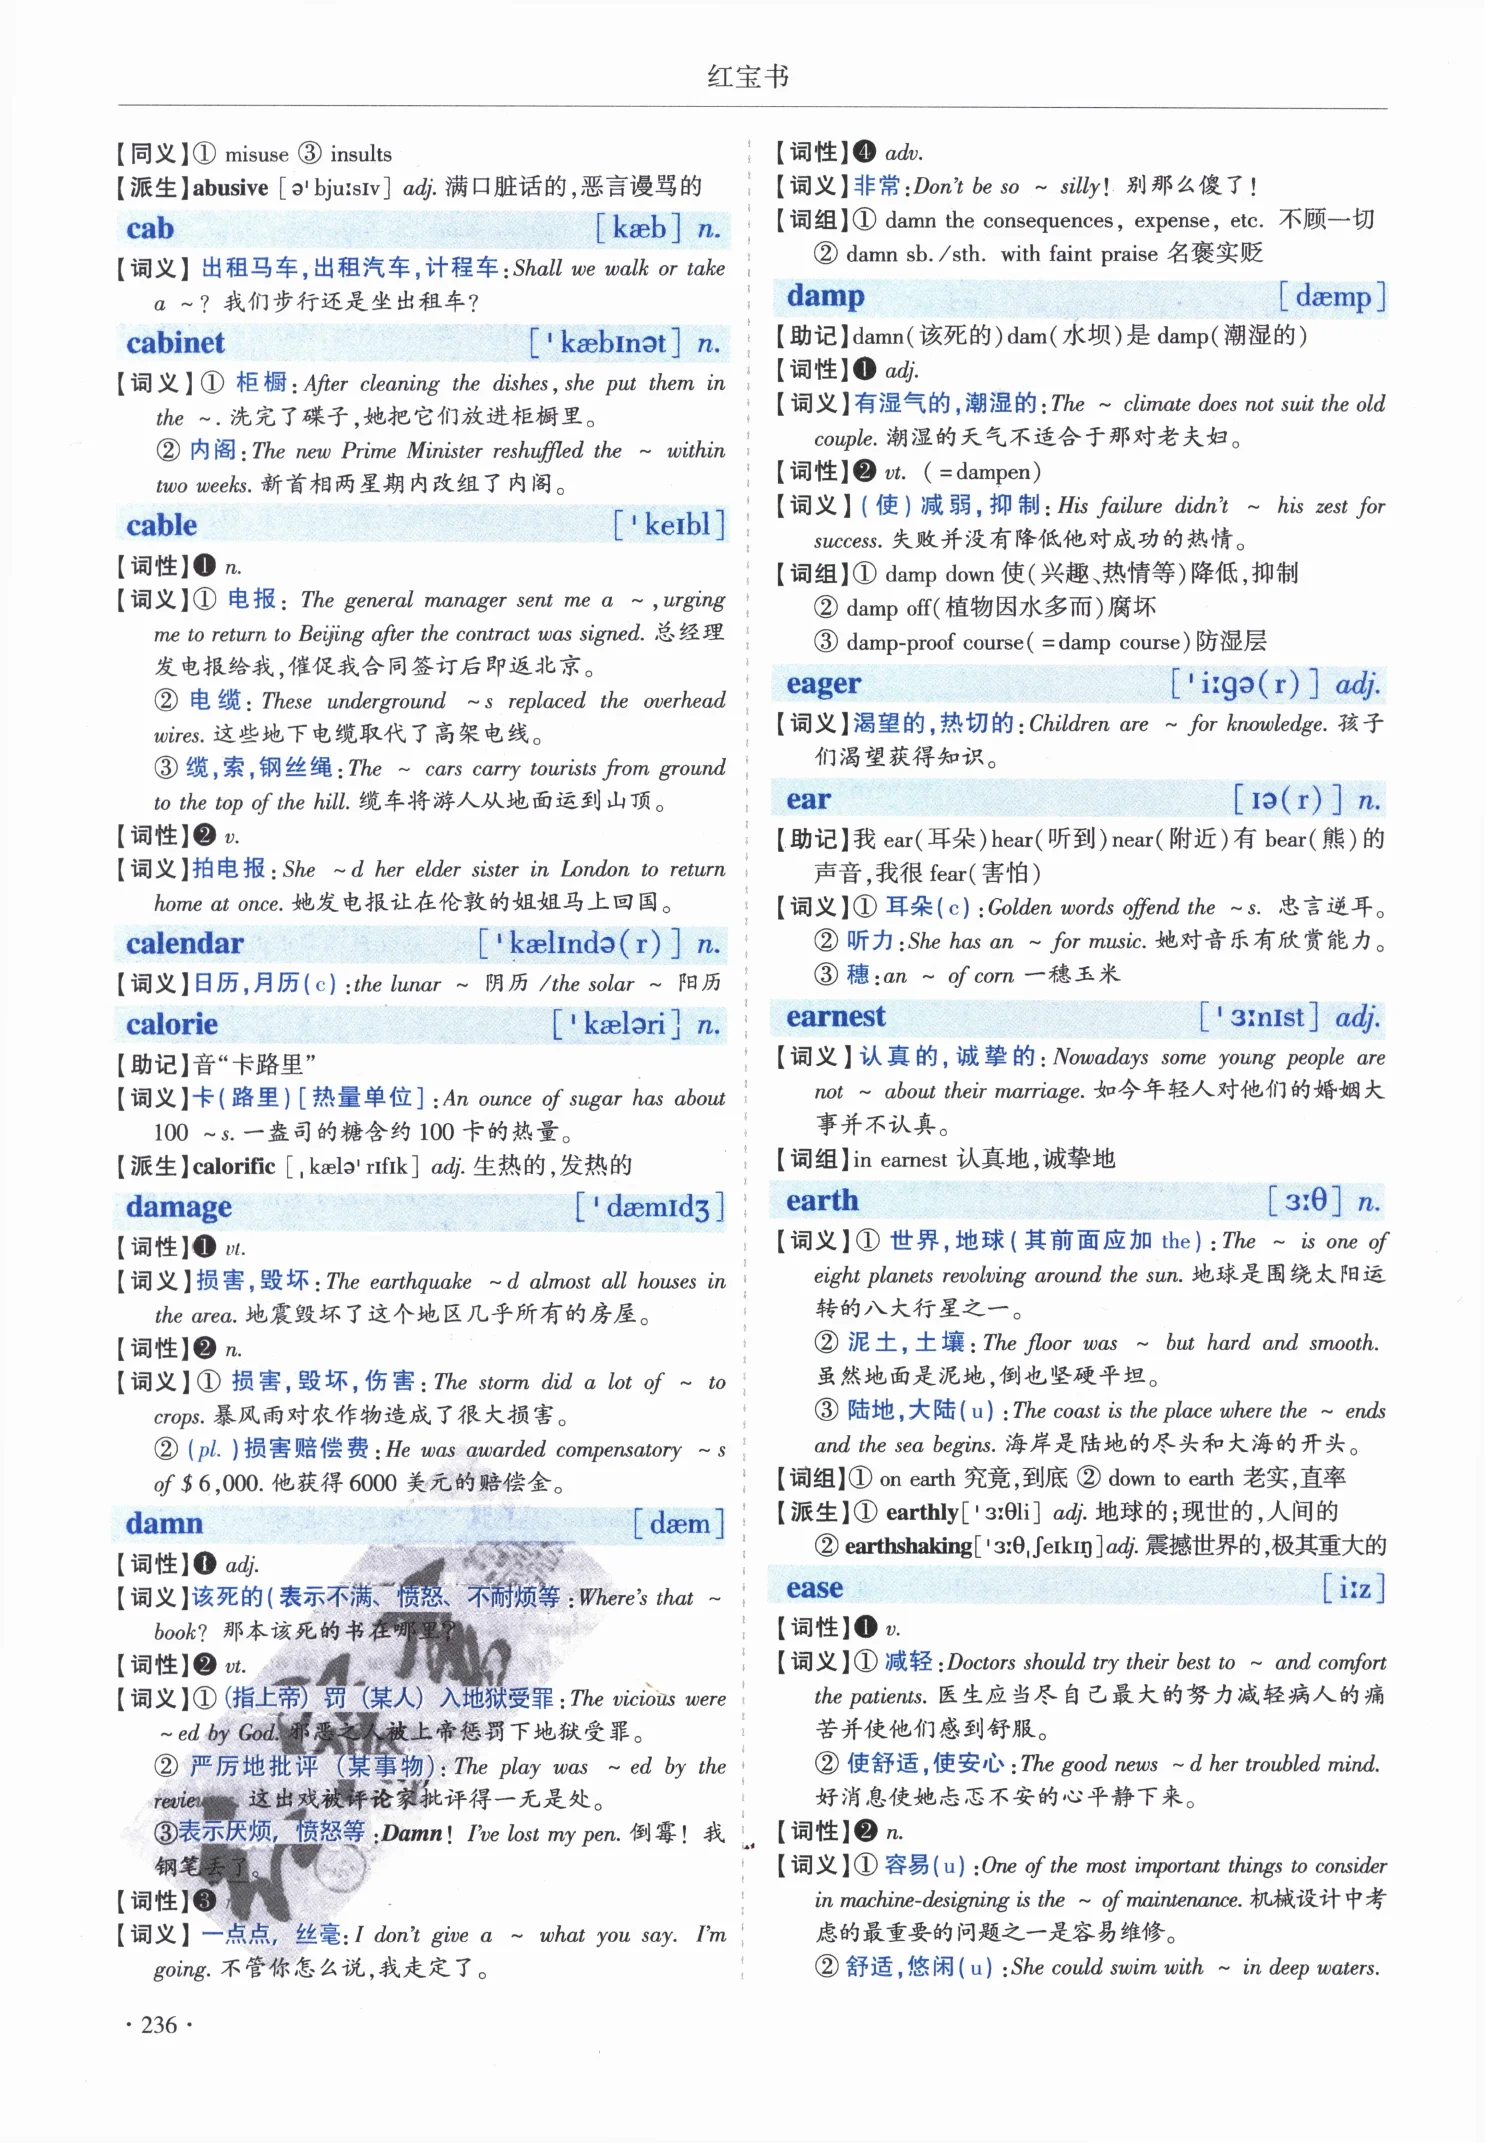 红宝书
【同义】① misuse ③ insults
【派生】abusive [ə'bjuːsɪv] adj. 满口脏话的,恶言谩骂的
cab [kæb] n.
【词义】出租马车,出租汽车,计程车:Shall we walk or take
a ~? 我们步行还是坐出租车?
cabinet ['kæbɪnət] n.
【词义】① 柜橱:After cleaning the dishes, she put them in
the ~. 洗完了碟子,她把它们放进柜橱里。
② 内阁:The new Prime Minister reshuffled the ~ within
two weeks. 新首相两星期内改组了内阁。
cable ['keɪbl]
【词性】❶ n.
【词义】① 电报: The general manager sent me a ~, urging
me to return to Beijing after the contract was signed. 总经理
发电报给我,催促我合同签订后即返北京。
② 电缆: These underground ~s replaced the overhead
wires. 这些地下电缆取代了高架电线。
③ 缆,索,钢丝绳:The ~ cars carry tourists from ground
to the top of the hill. 缆车将游人从地面运到山顶。
【词性】❷ v.
【词义】拍电报:She ~d her elder sister in London to return
home at once. 她发电报让在伦敦的姐姐马上回国。
calendar ['kælɪndə(r)] n.
【词义】日历,月历(c):the lunar ~ 阴历 /the solar ~ 阳历
calorie ['kæləri] n.
【助记】音“卡路里”
【词义】卡(路里)[热量单位]:An ounce of sugar has about
100 ~s. 一盎司的糖含约 100 卡的热量。
【派生】calorific [ˌkælə'rɪfɪk] adj. 生热的,发热的
damage ['dæmɪdʒ]
【词性】❶ vt.
【词义】损害,毁坏:The earthquake ~d almost all houses in
the area. 地震毁坏了这个地区几乎所有的房屋。
【词性】❷ n.
【词义】① 损害,毁坏,伤害:The storm did a lot of ~ to
crops. 暴风雨对农作物造成了很大损害。
② (pl.)损害赔偿费:He was awarded compensatory ~s
of $6,000. 他获得 6000 美元的赔偿金。
damn [dæm]
【词性】❶ adj.
【词义】该死的(表示不满、愤怒、不耐烦等:Where's that ~
book? 那本该死的书在哪里?
【词性】❷ vt.
【词义】①(指上帝)罚(某人)入地狱受罪:The vicious were
~ed by God. 邪恶之人被上帝惩罚下地狱受罪。
② 严厉地批评(某事物):The play was ~ed by the
这出戏被评论家批评得一无是处。
③表示厌烦,愤怒等:Damn! I've lost my pen. 倒霉! 我
钢笔丢了。
【词性】❸
【词义】一点点,丝毫:I don't give a ~ what you say. I'm
going. 不管你怎么说,我走定了。
· 236 ·
【词性】❹ adv.
【词义】非常:Don't be so ~ silly! 别那么傻了!
【词组】① damn the consequences, expense, etc. 不顾一切
② damn sb./sth. with faint praise 名褒实贬
damp [dæmp]
【助记】damn(该死的)dam(水坝)是 damp(潮湿的)
【词性】❶ adj.
【词义】有湿气的,潮湿的:The ~ climate does not suit the old
couple. 潮湿的天气不适合于那对老夫妇。
【词性】❷ vt. (=dampen)
【词义】(使)减弱,抑制:His failure didn't ~ his zest for
success. 失败并没有降低他对成功的热情。
【词组】① damp down 使(兴趣、热情等)降低,抑制
② damp off(植物因水多而)腐坏
③ damp-proof course(=damp course)防湿层
eager ['iːgə(r)] adj.
【词义】渴望的,热切的:Children are ~ for knowledge. 孩子
们渴望获得知识。
ear [ɪə(r)] n.
【助记】我 ear(耳朵)hear(听到)near(附近)有 bear(熊)的
声音,我很 fear(害怕)
【词义】① 耳朵(c):Golden words offend the ~s. 忠言逆耳。
② 听力:She has an ~ for music. 她对音乐有欣赏能力。
③ 穗:an ~ of corn 一穗玉米
earnest ['ɜːnɪst] adj.
【词义】认真的,诚挚的:Nowadays some young people are
not ~ about their marriage. 如今年轻人对他们的婚姻大
事并不认真。
【词组】in earnest 认真地,诚挚地
earth [ɜːθ] n.
【词义】① 世界,地球(其前面应加 the):The ~ is one of
eight planets revolving around the sun. 地球是围绕太阳运
转的八大行星之一。
② 泥土,土壤:The floor was ~ but hard and smooth.
虽然地面是泥地,倒也坚硬平坦。
③ 陆地,大陆(u):The coast is the place where the ~ ends
and the sea begins. 海岸是陆地的尽头和大海的开头。
【词组】① on earth 究竟,到底 ② down to earth 老实,直率
【派生】① earthly['ɜːθli] adj. 地球的;现世的,人间的
② earthshaking['ɜːθˌʃeɪkɪŋ]adj. 震撼世界的,极其重大的
ease [iːz]
【词性】❶ v.
【词义】① 减轻:Doctors should try their best to ~ and comfort
the patients. 医生应当尽自己最大的努力减轻病人的痛
苦并使他们感到舒服。
② 使舒适,使安心:The good news ~d her troubled mind.
好消息使她忐忑不安的心平静下来。
【词性】❷ n.
【词义】① 容易(u):One of the most important things to consider
in machine-designing is the ~ of maintenance. 机械设计中考
虑的最重要的问题之一是容易维修。
② 舒适,悠闲(u):She could swim with ~ in deep waters.